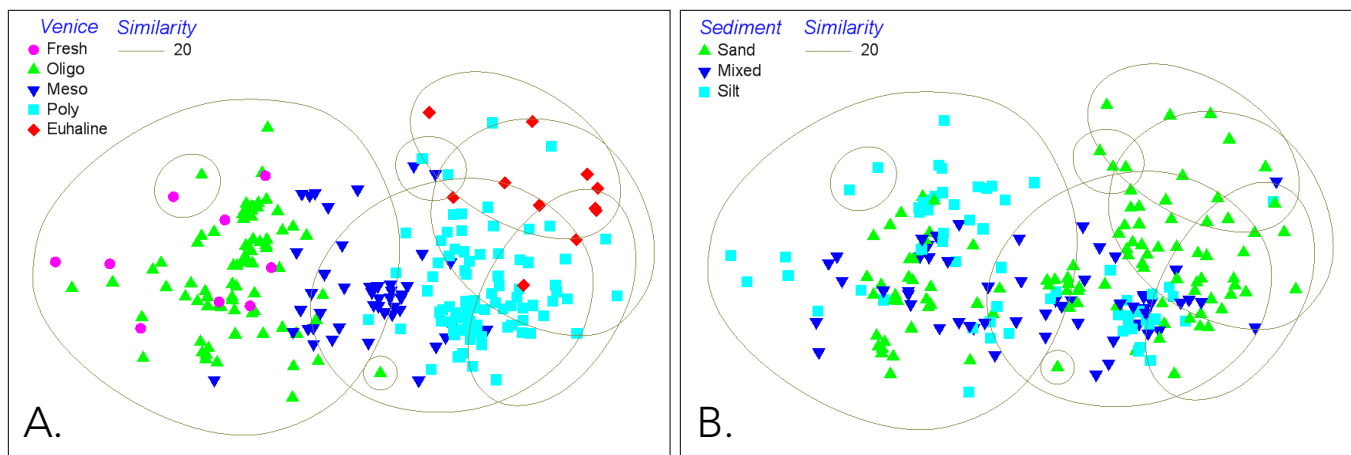 Venice Similarity
Fresh 20
Oligo
Meso
Poly
Euhaline
A.
Sediment Similarity
Sand 20
Mixed
Silt
B.